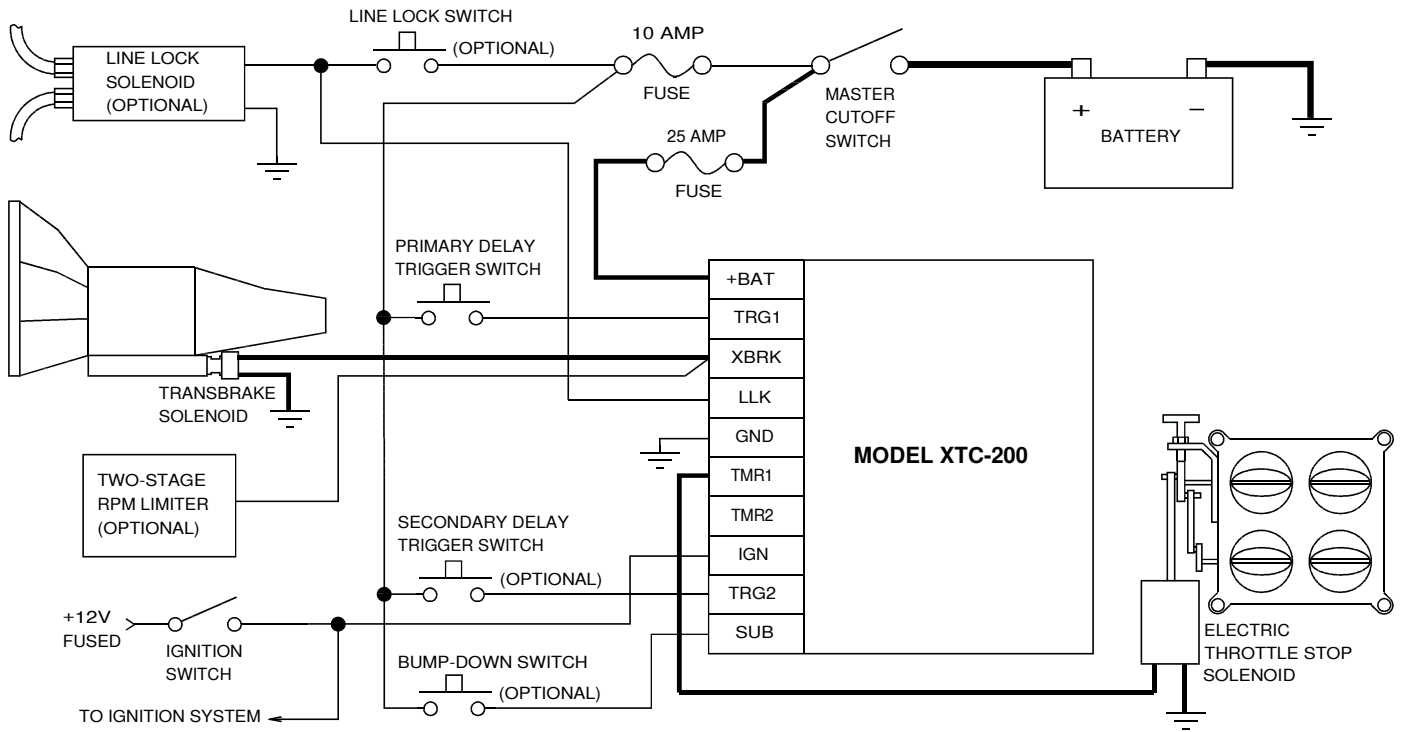 LINE LOCK SWITCH
(OPTIONAL)
LINE LOCK
SOLENOID
(OPTIONAL)
10 AMP
FUSE
25 AMP
FUSE
MASTER
CUTOFF
SWITCH
+ −
BATTERY
PRIMARY DELAY
TRIGGER SWITCH
TRANSBRAKE
SOLENOID
+BAT
TRG1
XBRK
LLK
GND
TMR1
TMR2
IGN
TRG2
SUB
MODEL XTC-200
TWO-STAGE
RPM LIMITER
(OPTIONAL)
SECONDARY DELAY
TRIGGER SWITCH
(OPTIONAL)
+12V
FUSED
IGNITION
SWITCH
BUMP-DOWN SWITCH
(OPTIONAL)
TO IGNITION SYSTEM
ELECTRIC
THROTTLE STOP
SOLENOID